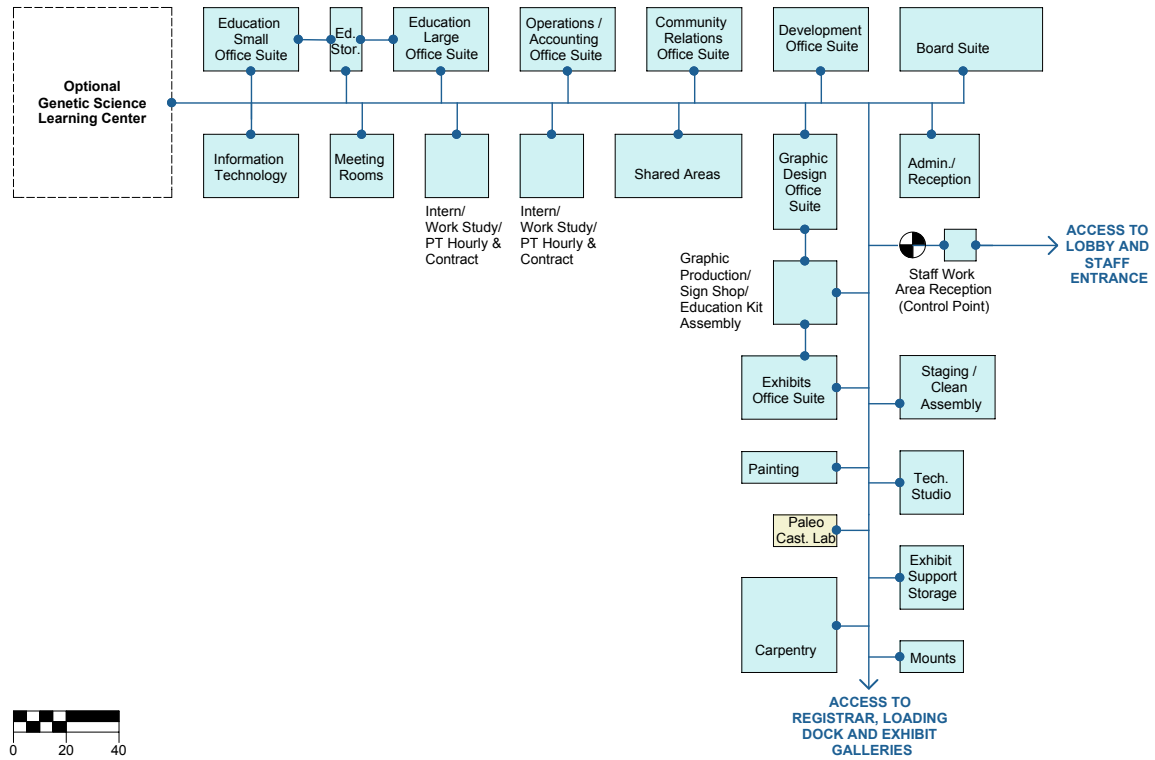 Optional
Genetic Science
Learning Center
Education
Small
Office Suite
Ed.
Stor.
Education
Large
Office Suite
Operations /
Accounting
Office Suite
Community
Relations
Office Suite
Development
Office Suite
Board Suite
Information
Technology
Meeting
Rooms
Intern/
Work Study/
PT Hourly &
Contract
Intern/
Work Study/
PT Hourly &
Contract
Shared Areas
Graphic
Design
Office
Suite
Admin./
Reception
ACCESS TO
LOBBY AND
STAFF
ENTRANCE
Staff Work
Area Reception
(Control Point)
Graphic
Production/
Sign Shop/
Education Kit
Assembly
Exhibits
Office Suite
Staging /
Clean
Assembly
Painting
Tech.
Studio
Paleo
Cast. Lab
Exhibit
Support
Storage
Carpentry
Mounts
ACCESS TO
REGISTRAR, LOADING
DOCK AND EXHIBIT
GALLERIES
0 20 40